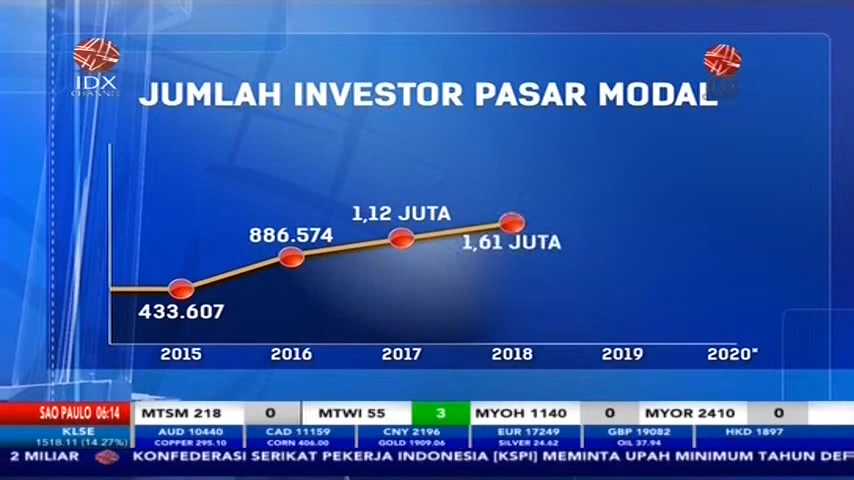 IDX
CHANNEL
JUMLAH INVESTOR PASAR MODAL
1,12 JUTA
886.574
1,61 JUTA
433.607
2015 2016 2017 2018 2019 2020*
SAO PAULO 06:14 MTSM 218 0 MTWI 55 3 MYOH 1140 0 MYOR 2410 0
KLSE AUD 10440 CAD 11159 CNY 2196 EUR 17249 GBP 19082 HKD 1897
1518.11 (14.27%) COPPER 295.10 CORN 406.00 GOLD 1909.06 SILVER 24.62 OIL 37.94
2 MILIAR KONFEDERASI SERIKAT PEKERJA INDONESIA (KSPI) MEMINTA UPAH MINIMUM TAHUN DEF